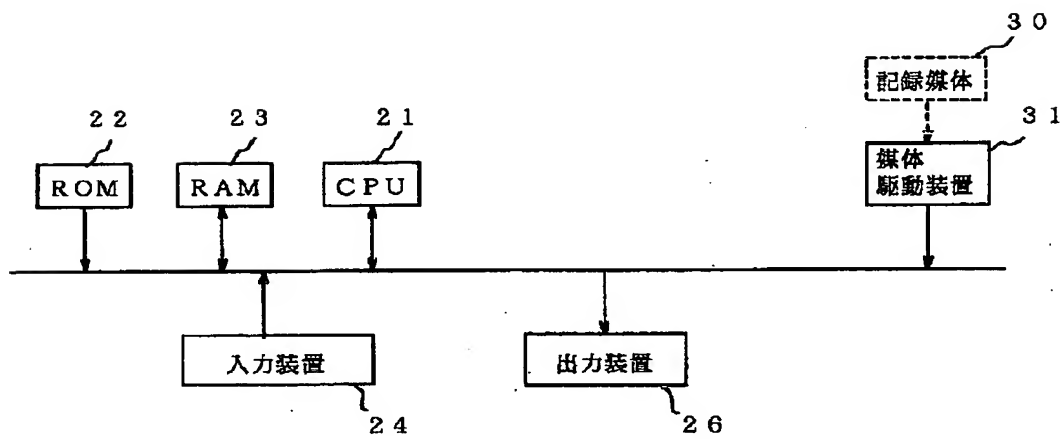 ３０
記録媒体
３１
媒体
駆動装置
２２
ROM
２３
RAM
２１
CPU
入力装置
２４
出力装置
２６